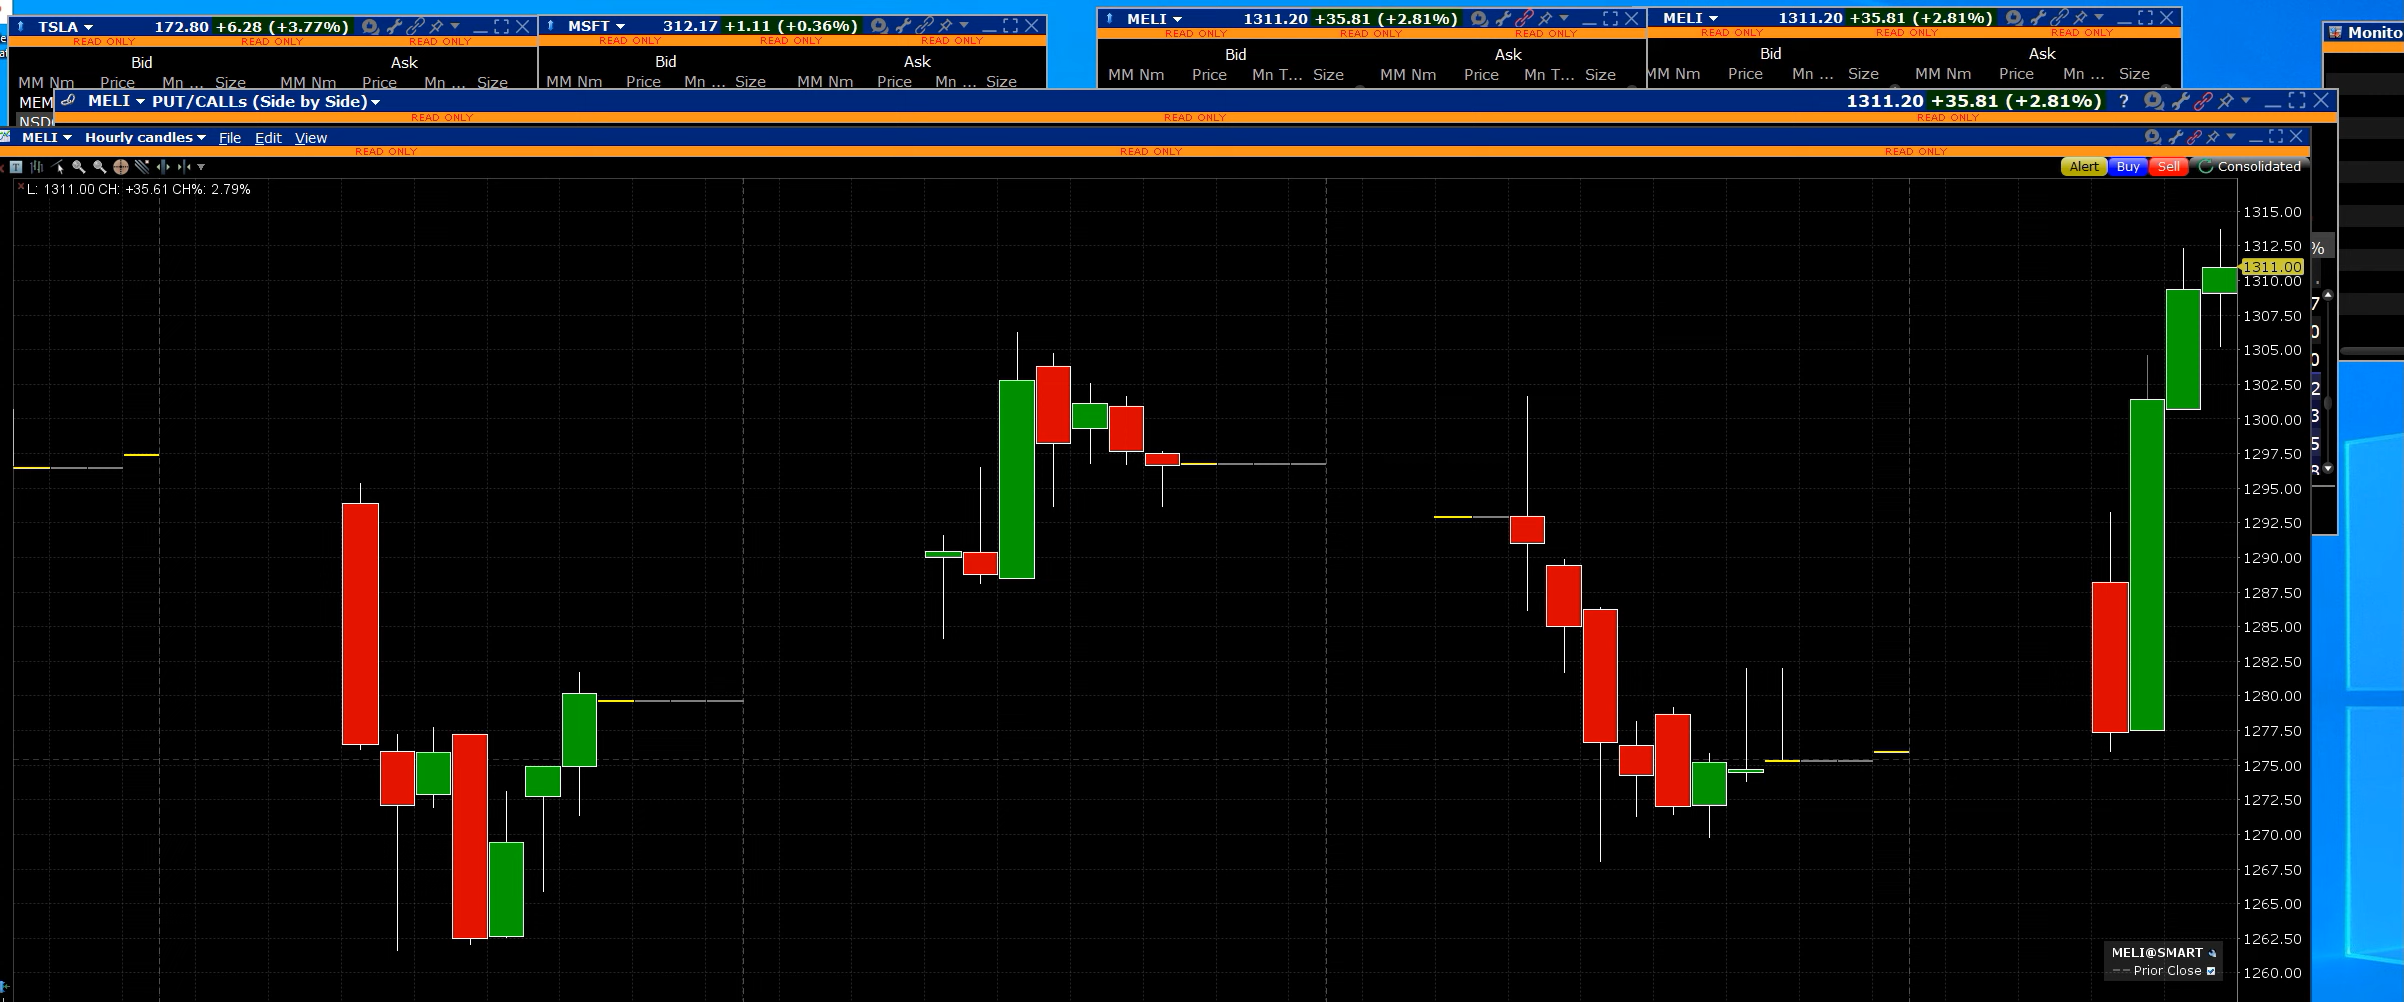 TSLA 172.80 +6.28 (+3.77%)
READ ONLY READ ONLY READ ONLY
Bid Ask
MM Nm Price Mn ... Size MM Nm Price Mn ... Size
MSFT 312.17 +1.11 (+0.36%)
READ ONLY READ ONLY READ ONLY
Bid Ask
MM Nm Price Mn ... Size MM Nm Price Mn ... Size
MELI 1311.20 +35.81 (+2.81%)
READ ONLY READ ONLY READ ONLY
Bid Ask
MM Nm Price Mn T... Size MM Nm Price Mn T... Size
MELI 1311.20 +35.81 (+2.81%)
READ ONLY READ ONLY READ ONLY
Bid Ask
MM Nm Price Mn ... Size MM Nm Price Mn ... Size
Monito
MEM
NSD
MELI PUT/CALLs (Side by Side) 1311.20 +35.81 (+2.81%) ?
READ ONLY READ ONLY READ ONLY
MELI Hourly candles File Edit View
READ ONLY READ ONLY READ ONLY
Alert Buy Sell Consolidated
L: 1311.00 CH: +35.61 CH%: 2.79%
1315.00
1312.50
1311.00
1310.00
1307.50
1305.00
1302.50
1300.00
1297.50
1295.00
1292.50
1290.00
1287.50
1285.00
1282.50
1280.00
1277.50
1275.00
1272.50
1270.00
1267.50
1265.00
1262.50
1260.00
%
7
0
0
2
3
5
8
MELI@SMART
Prior Close